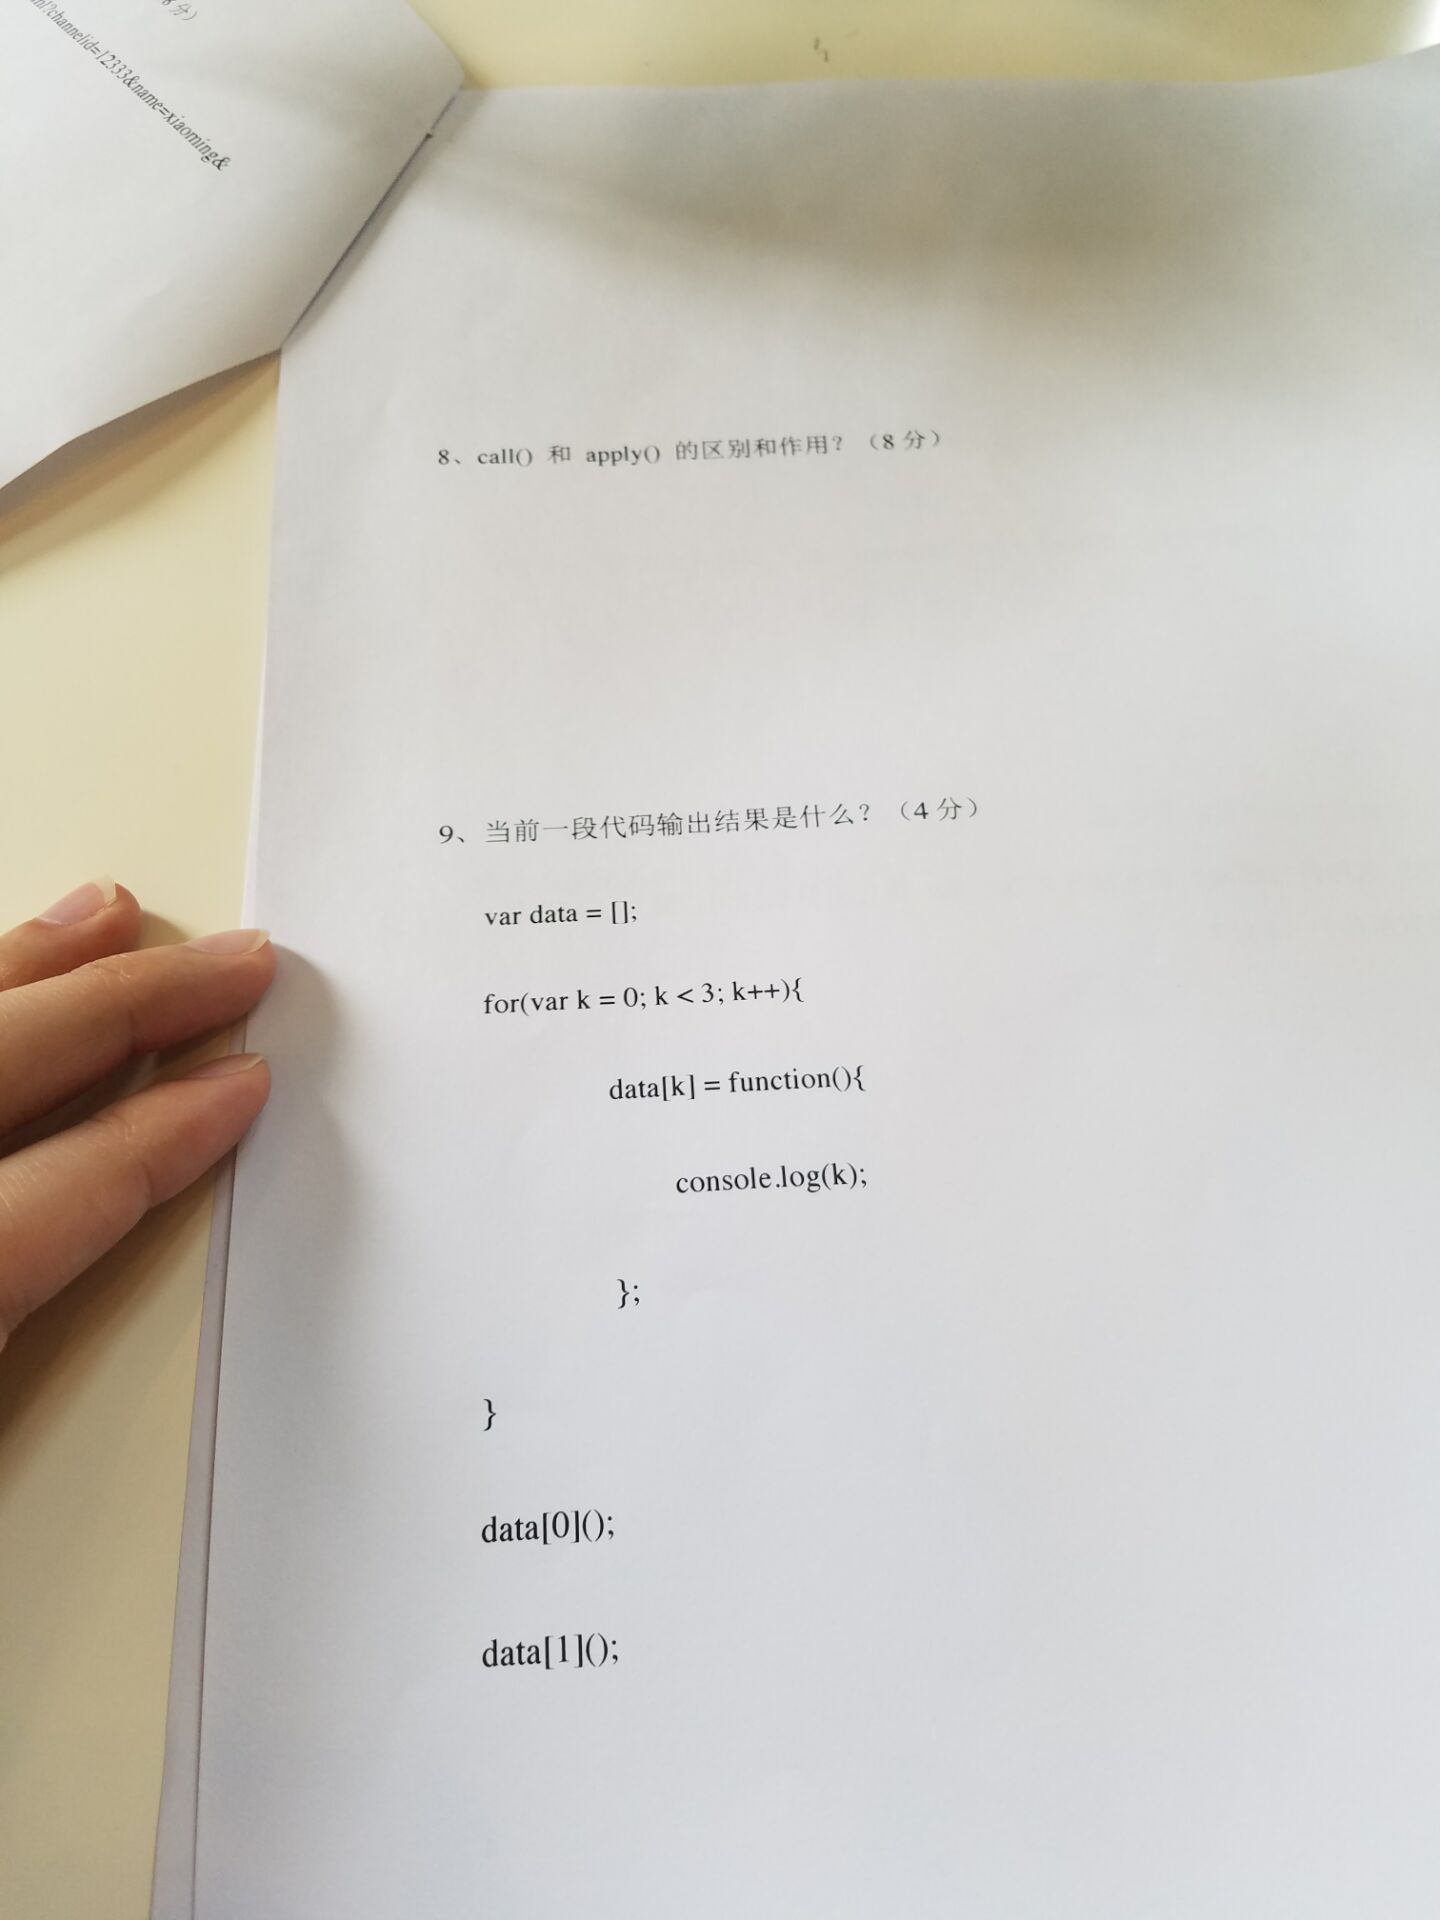 8分）
channelid=12333&name=xiaoming&
8、call() 和 apply() 的区别和作用？（8 分）
9、当前一段代码输出结果是什么？（4 分）
var data = [];
for(var k = 0; k < 3; k++){
data[k] = function(){
console.log(k);
};
}
data[0]();
data[1]();